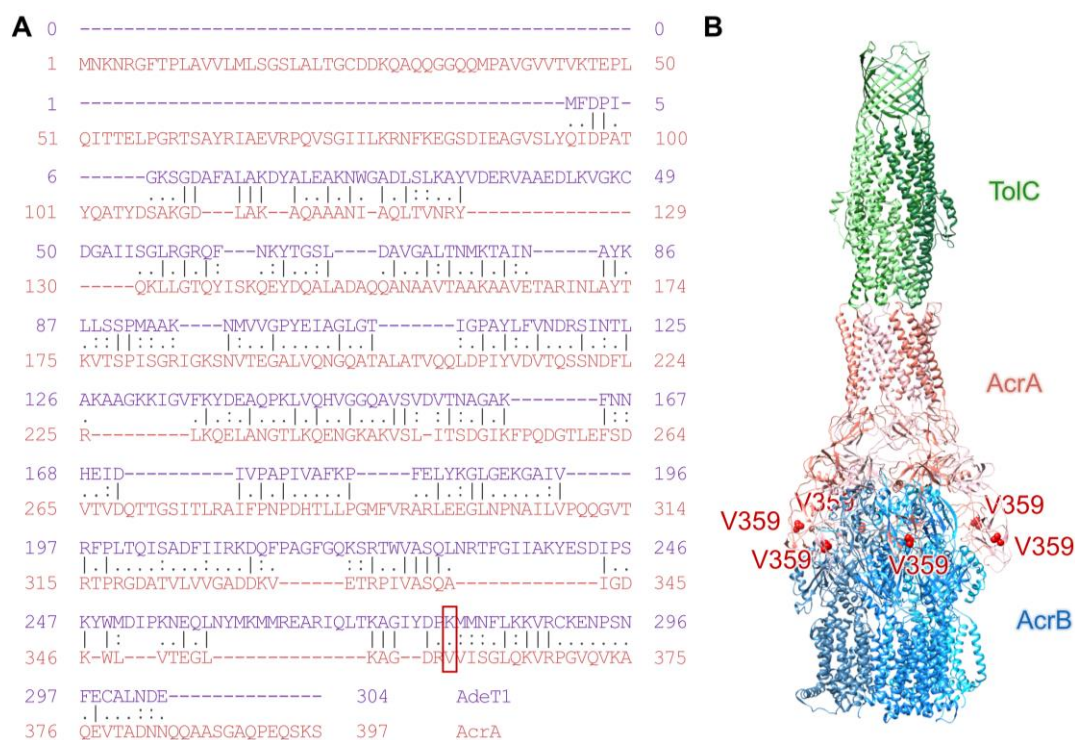 A
B
0 ------------------------------------------------- 0
1 MNKNRGFTPLAVVLMLSGSLALTGCDDKQAQQGGQQMPAVGVVTVKTEPL 50
1 -------------------------------------------MFDPI- 5
51 QITTELPGRTSAYRIAEVRPQVSGIILKRNFKEGSDIEAGVSLYQIDPAT 100
6 ------GKSGDAFALAKDYALEAKNWGADLSLKAYVDERVAAEDLKVGKC 49
101 YQATYDSAKGD---LAK--AQAAANI-AQLTVNRY--------------- 129
50 DGAIISGLRGRQF---NKYTGSL----DAVGALTNMKTAIN-----AYK 86
130 -----QKLLGTQYISKQEYDQALADAQQANAAVTAAKAAVETARINLAYT 174
87 LLSSPMAAK----NMVVGPYEIAGLGT-------IGPAYLFVNDRSINTL 125
175 KVTSPISGRIGKSNVTEGALVQNGQATALATVQQLDPIYVDVTQSSNDFL 224
126 AKAAGKKIGVFKYDEAQPKLVQHVGGQAVSVDVTNAGAK------FNN 167
225 R---------LKQELANGTLKQENGKAKVSL-ITSDGIKFPQDGTLEFSD 264
168 HEID----------IVPAPIVAFKP-----FELYKGLGEKGAIV------ 196
265 VTVDQTTGSITLRAIFPNPDHTLLPGMFVRARLEEGLNPNAILVPQQGVT 314
197 RFPLTQISADFIIRKDQFPAGFGQKSRTWVASQLNRTFGIIAKYESDIPS 246
315 RTPRGDATVLVVGADDKV------ETRPIVASQA-------------IGD 345
247 KYWMDIPKNEQLNYMKMMREARIQLTKAGIYDPKMMNFLKKVRCKENPSN 296
346 K-WL--VTEGL---------------KAG--DRVVISGLQKVRPGVQVKA 375
297 FECALNDE-------------- 304 AdeT1
376 QEVTADNNQQAASGAQPEQSKS 397 AcrA
TolC
AcrA
V359
V359
V359
V359
V359
V359
AcrB